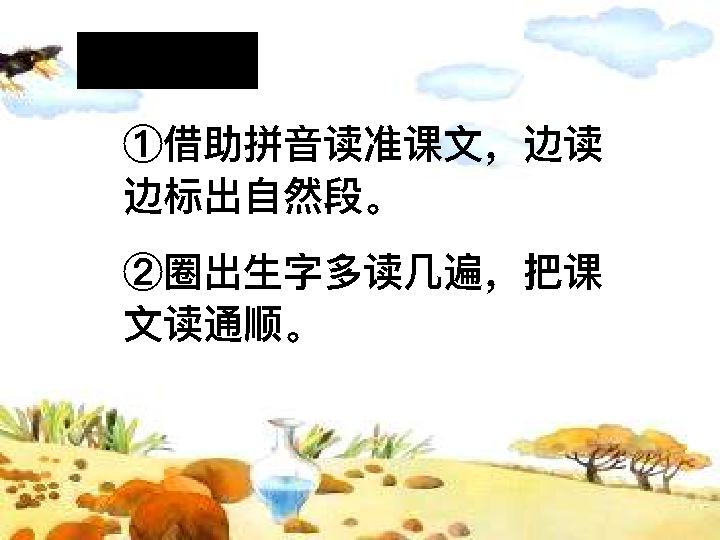 ①借助拼音读准课文，边读
边标出自然段。
②圈出生字多读几遍，把课
文读通顺。